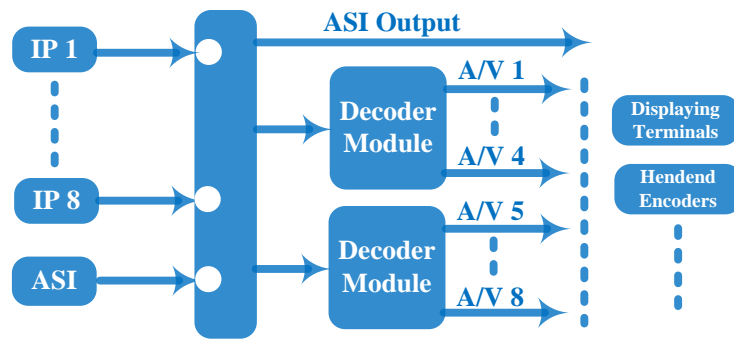 IP 1
IP 8
ASI
ASI Output
Decoder
Module
A/V 1
A/V 4
Decoder
Module
A/V 5
A/V 8
Displaying
Terminals
Hendend
Encoders